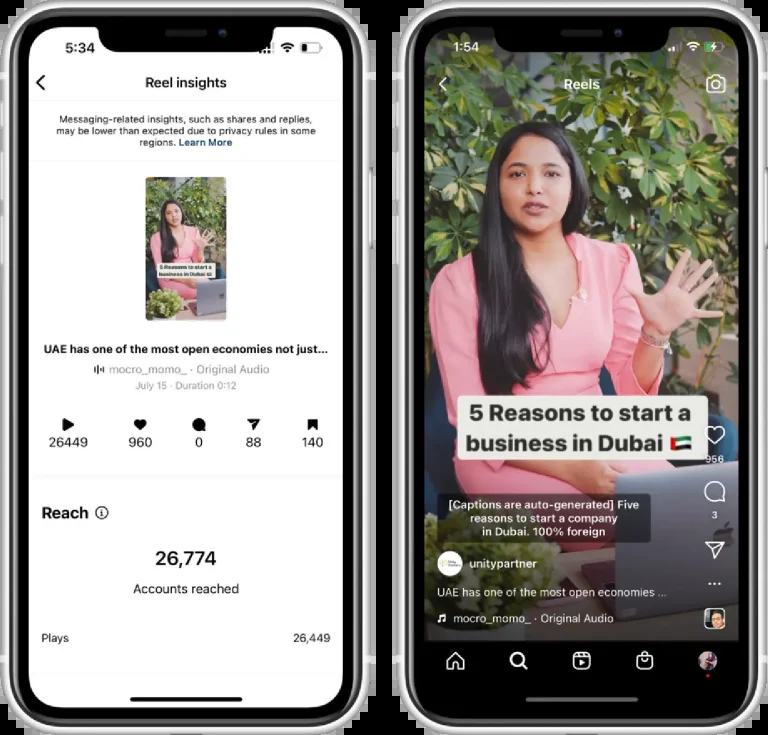 5:34
Reel insights
Messaging-related insights, such as shares and replies,
may be lower than expected due to privacy rules in some
regions. Learn More
5 Reasons to start a
business in Dubai
UAE has one of the most open economies not just...
mocro_momo_ · Original Audio
July 15 · Duration 0:12
26449 960 0 88 140
Reach
26,774
Accounts reached
Plays 26,449
1:54
Reels
5 Reasons to start a
business in Dubai 🇦🇪
956
[Captions are auto-generated] Five
reasons to start a company
in Dubai. 100% foreign
3
unitypartner
UAE has one of the most open economies ...
mocro_momo_ · Original Audio